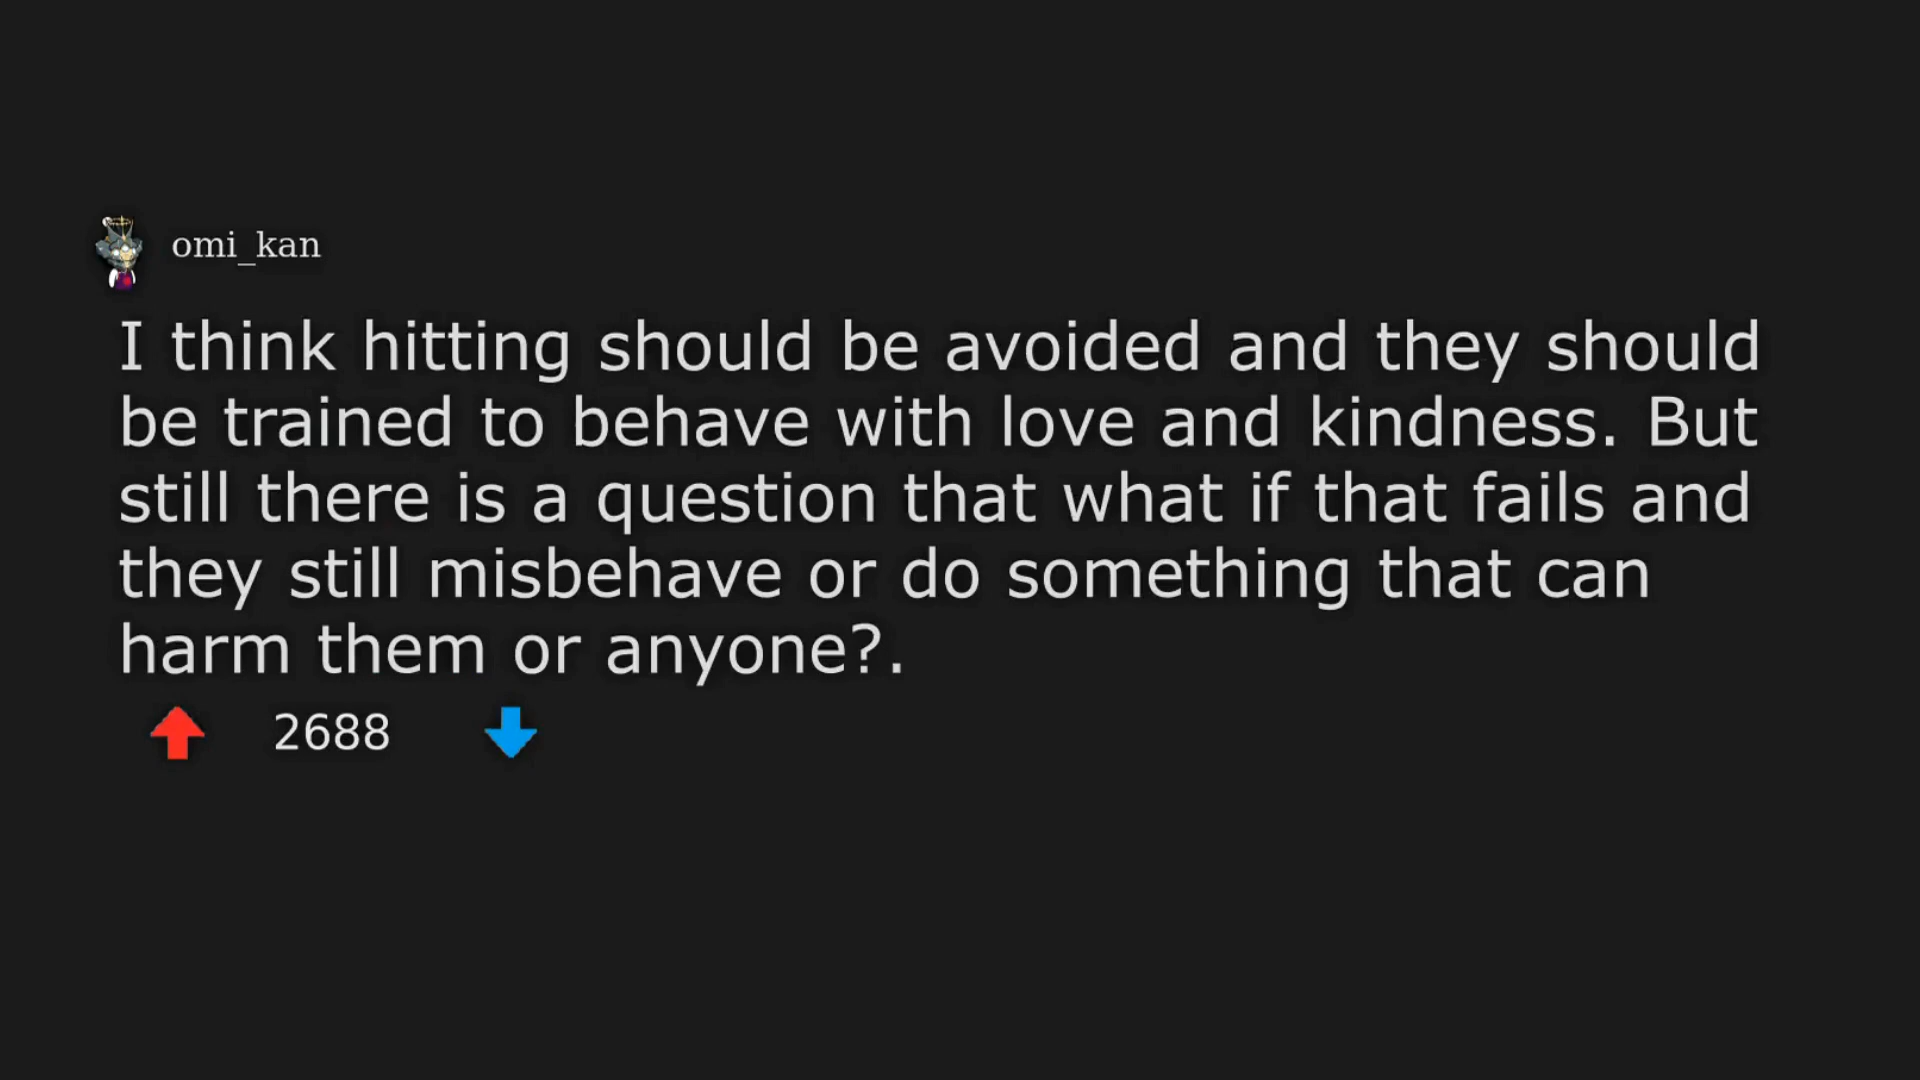 omi_kan
I think hitting should be avoided and they should
be trained to behave with love and kindness. But
still there is a question that what if that fails and
they still misbehave or do something that can
harm them or anyone?.
2688